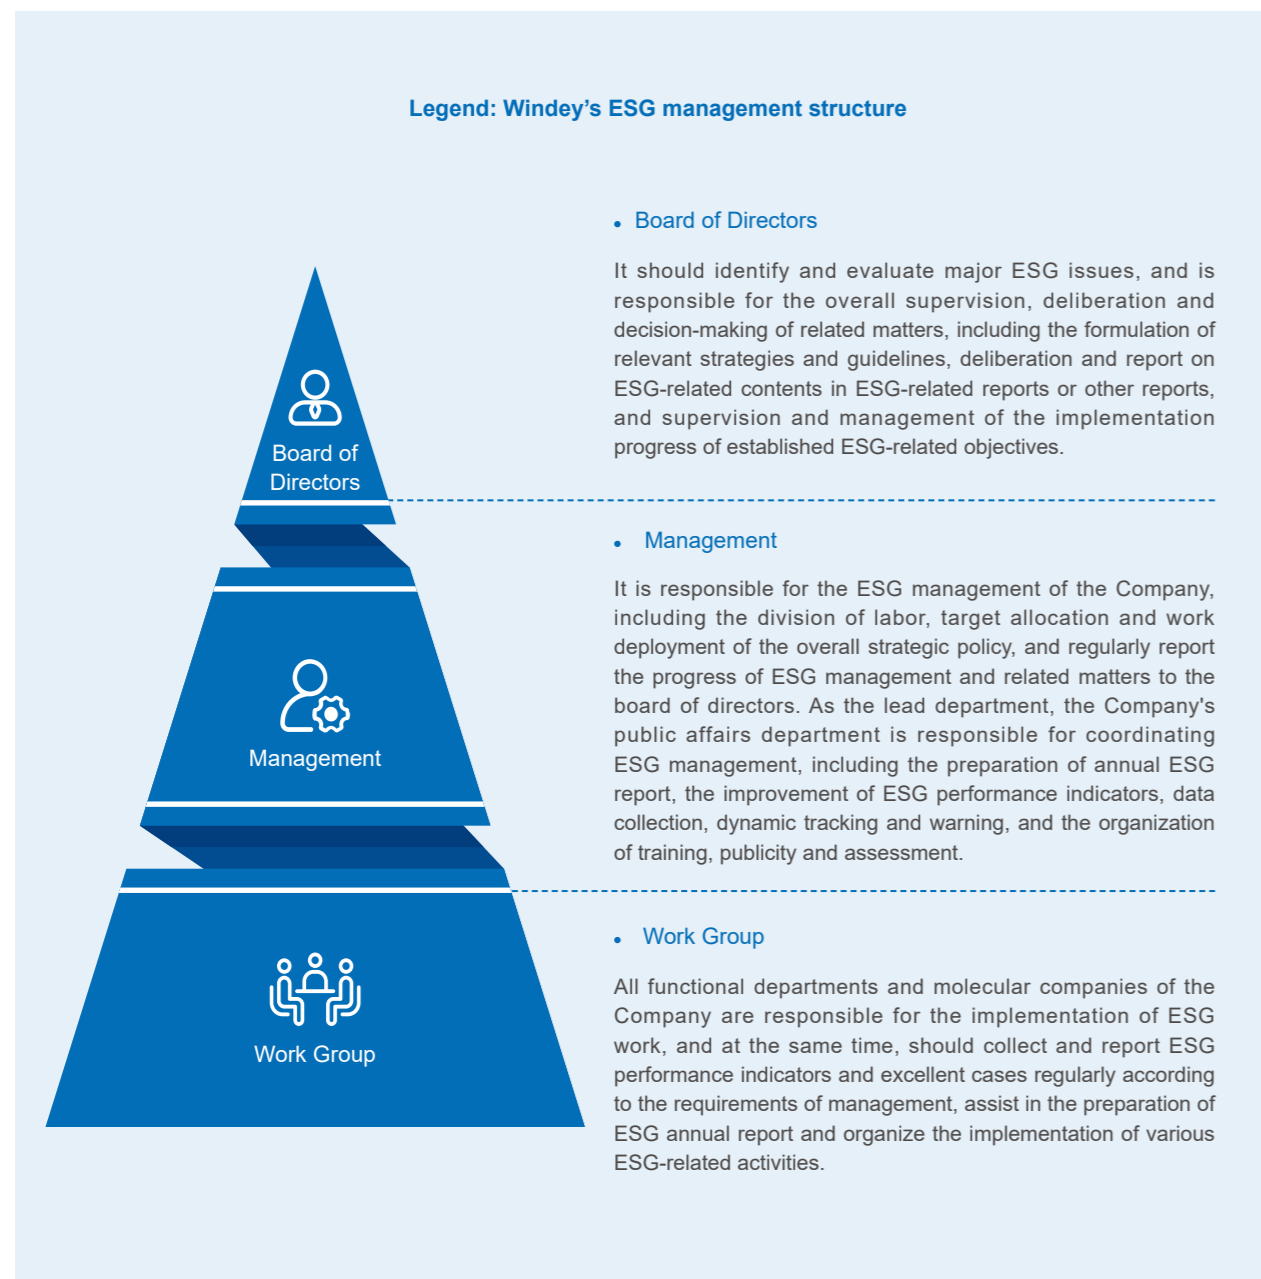 Legend: Windey’s ESG management structure
Board of
Directors
Management
Work Group
• Board of Directors
It should identify and evaluate major ESG issues, and is
responsible for the overall supervision, deliberation and
decision-making of related matters, including the formulation of
relevant strategies and guidelines, deliberation and report on
ESG-related contents in ESG-related reports or other reports,
and supervision and management of the implementation
progress of established ESG-related objectives.
• Management
It is responsible for the ESG management of the Company,
including the division of labor, target allocation and work
deployment of the overall strategic policy, and regularly report
the progress of ESG management and related matters to the
board of directors. As the lead department, the Company's
public affairs department is responsible for coordinating
ESG management, including the preparation of annual ESG
report, the improvement of ESG performance indicators, data
collection, dynamic tracking and warning, and the organization
of training, publicity and assessment.
• Work Group
All functional departments and molecular companies of the
Company are responsible for the implementation of ESG
work, and at the same time, should collect and report ESG
performance indicators and excellent cases regularly according
to the requirements of management, assist in the preparation of
ESG annual report and organize the implementation of various
ESG-related activities.